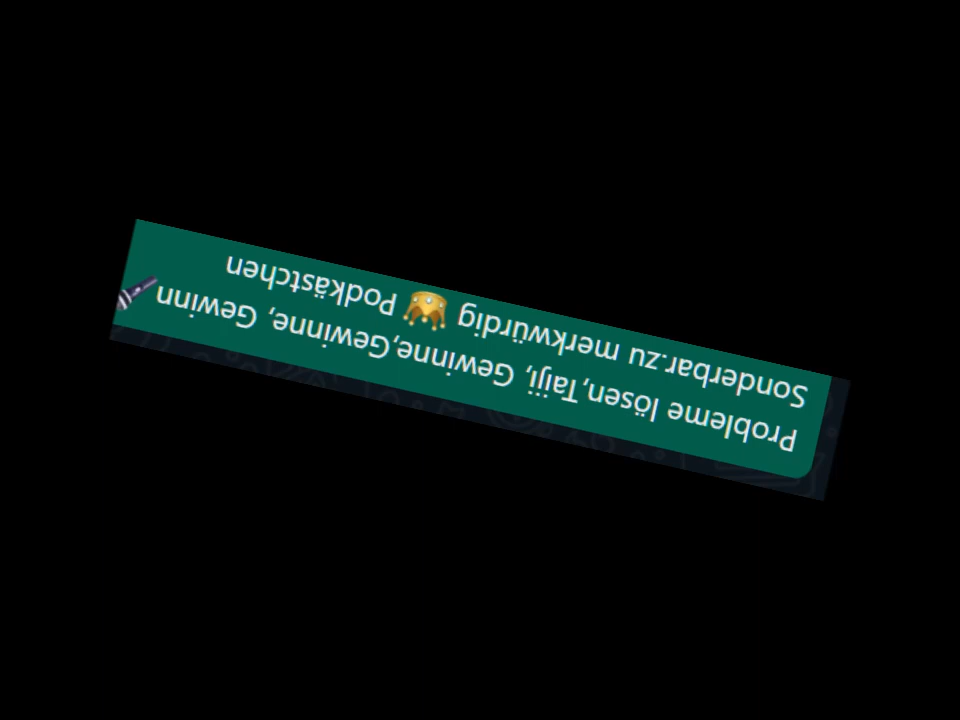 Probleme lösen,Taiji, Gewinne,Gewinne, Gewinn🎤
Sonderbar.zu merkwürdig 👑 Podkästchen